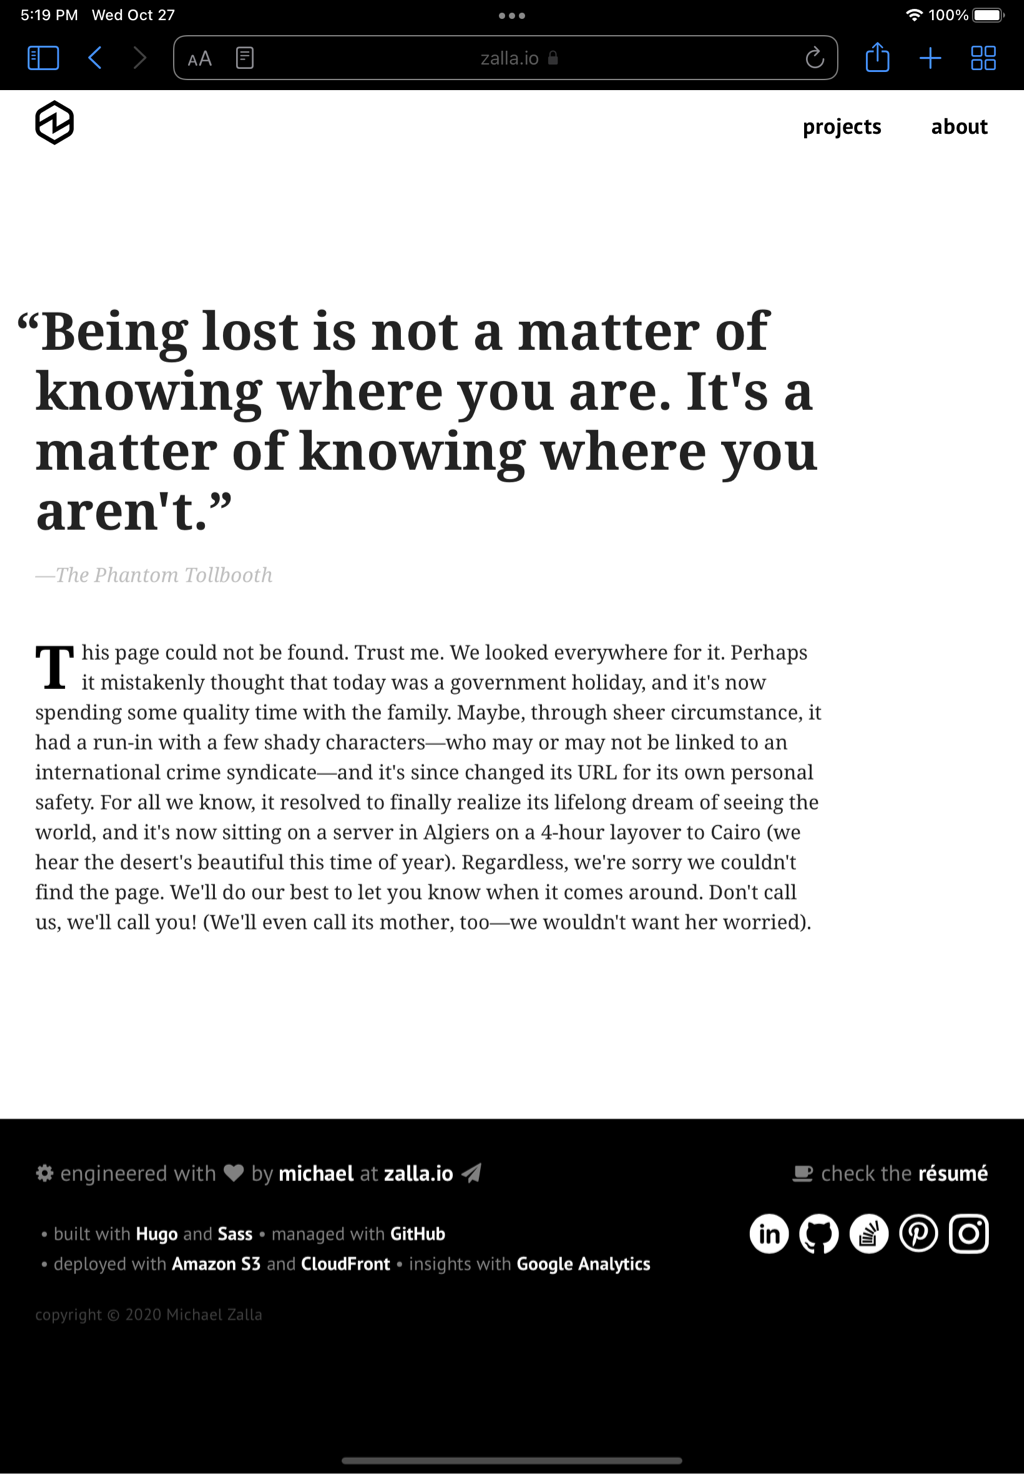 5:19 PM Wed Oct 27
100%
AA
zalla.io
projects about
“Being lost is not a matter of
knowing where you are. It's a
matter of knowing where you
aren't.”
—The Phantom Tollbooth
This page could not be found. Trust me. We looked everywhere for it. Perhaps
it mistakenly thought that today was a government holiday, and it's now
spending some quality time with the family. Maybe, through sheer circumstance, it
had a run-in with a few shady characters—who may or may not be linked to an
international crime syndicate—and it's since changed its URL for its own personal
safety. For all we know, it resolved to finally realize its lifelong dream of seeing the
world, and it's now sitting on a server in Algiers on a 4-hour layover to Cairo (we
hear the desert's beautiful this time of year). Regardless, we're sorry we couldn't
find the page. We'll do our best to let you know when it comes around. Don't call
us, we'll call you! (We'll even call its mother, too—we wouldn't want her worried).
engineered with by michael at zalla.io
check the résumé
• built with Hugo and Sass • managed with GitHub
• deployed with Amazon S3 and CloudFront • insights with Google Analytics
in
copyright © 2020 Michael Zalla